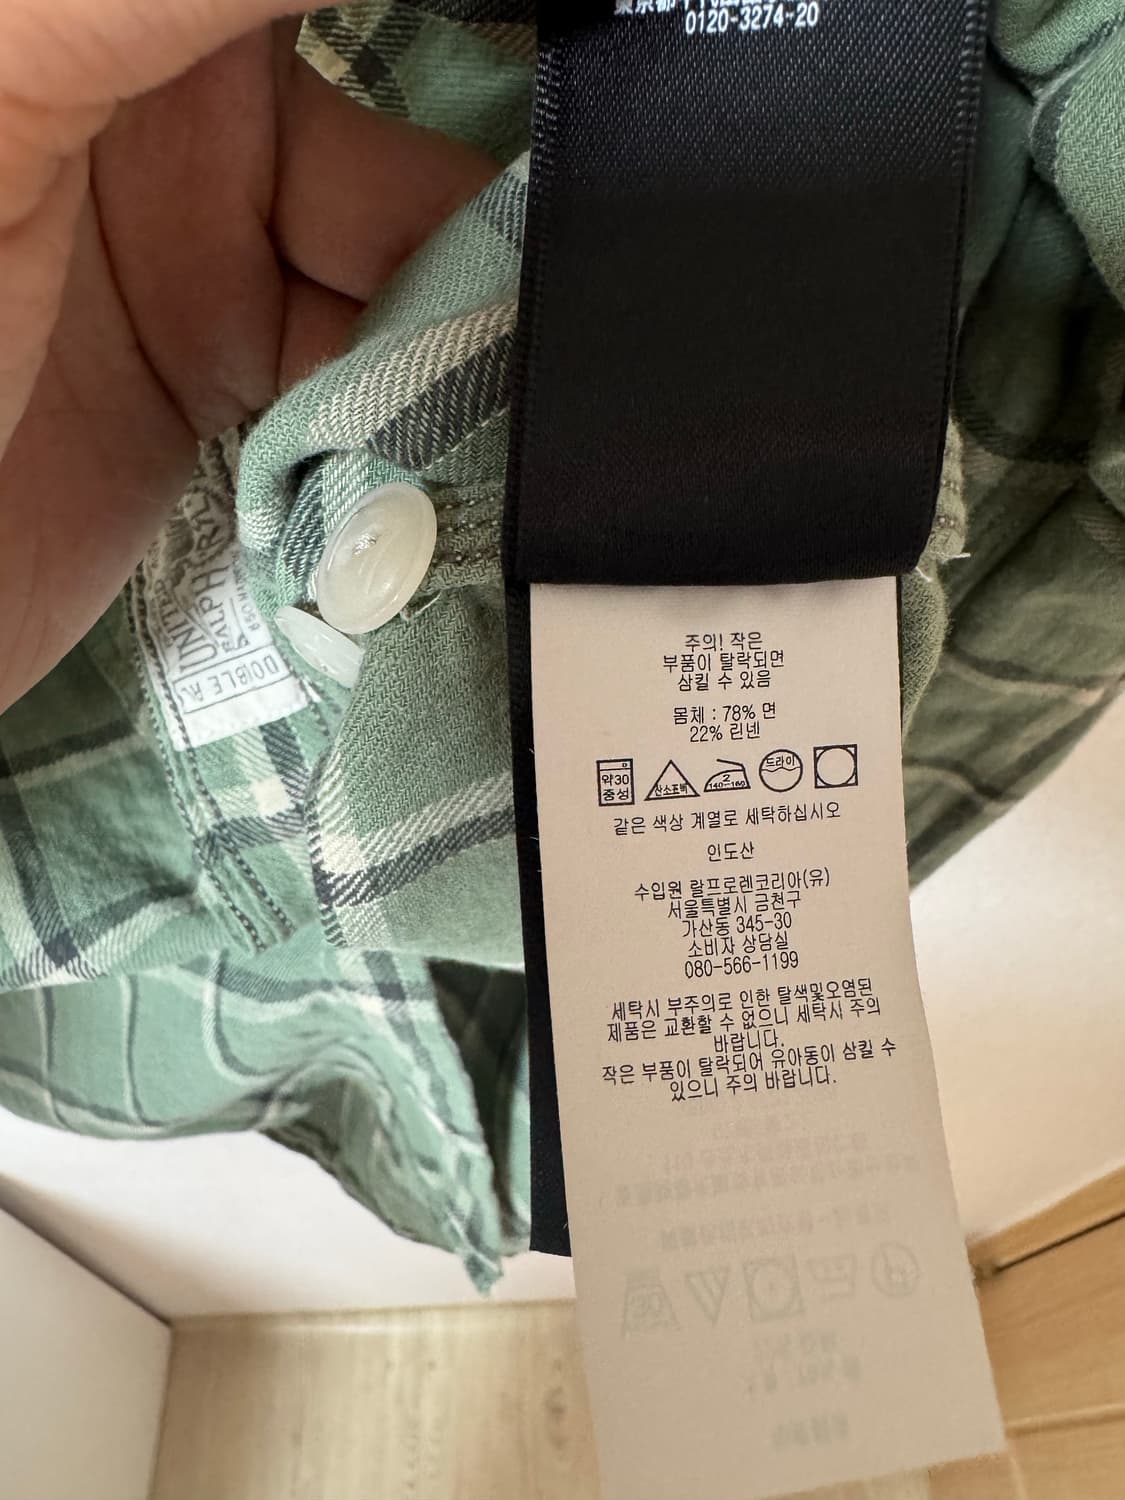 0120-3274-20
주의! 작은
부품이 탈락되면
삼킬 수 있음
몸체 : 78% 면
22% 린넨
약30
중성
산소표백
2
140-160
드라이
같은 색상 계열로 세탁하십시오
인도산
수입원 랄프로렌코리아(유)
서울특별시 금천구
가산동 345-30
소비자 상담실
080-566-1199
세탁시 부주의로 인한 탈색및오염된
제품은 교환할 수 없으니 세탁시 주의
바랍니다.
작은 부품이 탈락되어 유아동이 삼킬 수
있으니 주의 바랍니다.
DOUBLE RL
UNITED
RALPH